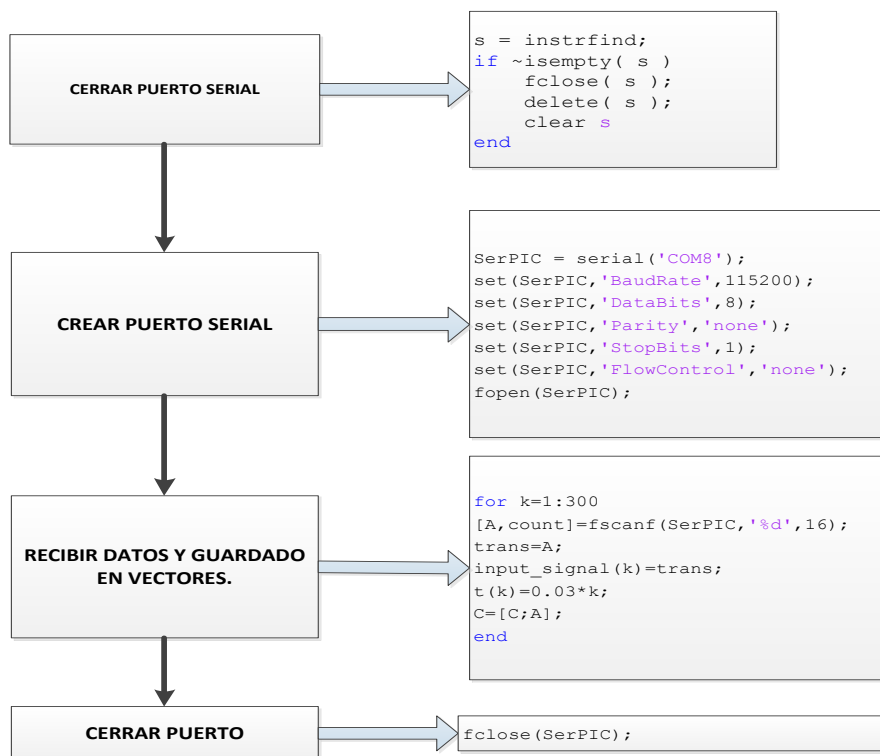 CERRAR PUERTO SERIAL
s = instrfind;
if ~isempty( s )
fclose( s );
delete( s );
clear s
end
CREAR PUERTO SERIAL
SerPIC = serial('COM8');
set(SerPIC,'BaudRate',115200);
set(SerPIC,'DataBits',8);
set(SerPIC,'Parity','none');
set(SerPIC,'StopBits',1);
set(SerPIC,'FlowControl','none');
fopen(SerPIC);
RECIBIR DATOS Y GUARDADO
EN VECTORES.
for k=1:300
[A,count]=fscanf(SerPIC,'%d',16);
trans=A;
input_signal(k)=trans;
t(k)=0.03*k;
C=[C;A];
end
CERRAR PUERTO
fclose(SerPIC);